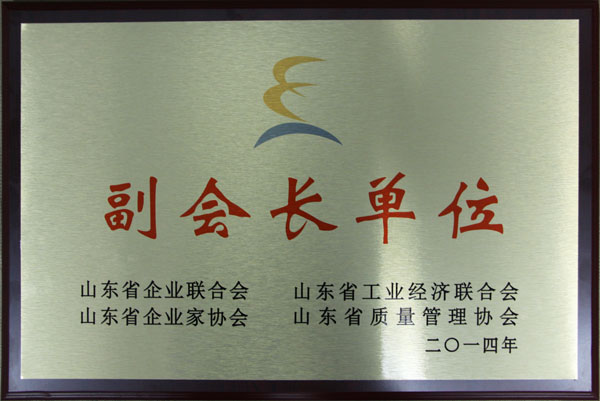 副会长单位
山东省企业联合会 山东省工业经济联合会
山东省企业家协会 山东省质量管理协会
二〇一四年